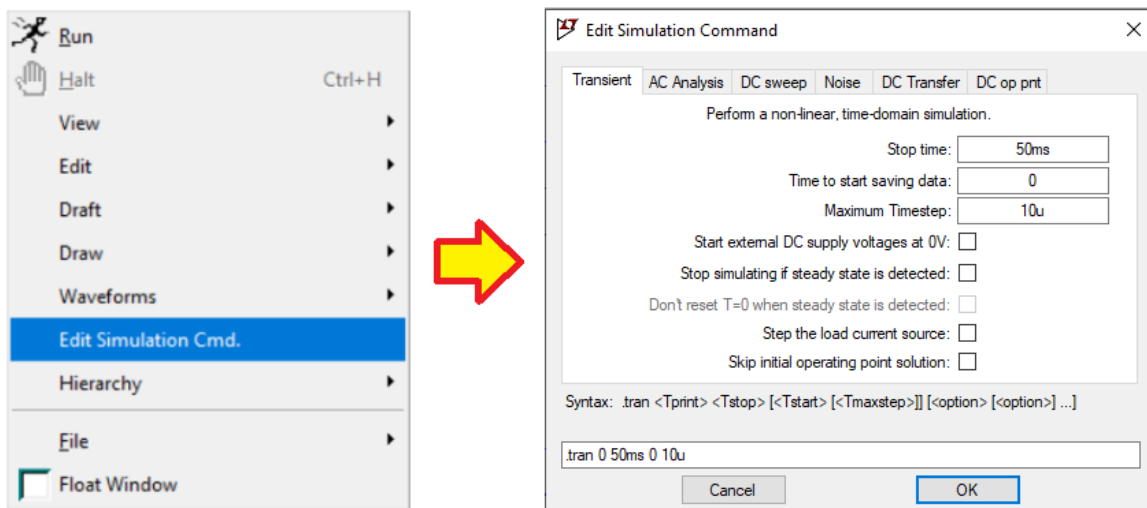 Run
Halt Ctrl+H
View
Edit
Draft
Draw
Waveforms
Edit Simulation Cmd.
Hierarchy
File
Float Window
Edit Simulation Command
Transient AC Analysis DC sweep Noise DC Transfer DC op pnt
Perform a non-linear, time-domain simulation.
Stop time: 50ms
Time to start saving data: 0
Maximum Timestep: 10u
Start external DC supply voltages at 0V:
Stop simulating if steady state is detected:
Don't reset T=0 when steady state is detected:
Step the load current source:
Skip initial operating point solution:
Syntax: .tran <Tprint> <Tstop> [<Tstart> [<Tmaxstep>]] [<option> [<option>] ...]
.tran 0 50ms 0 10u
Cancel OK